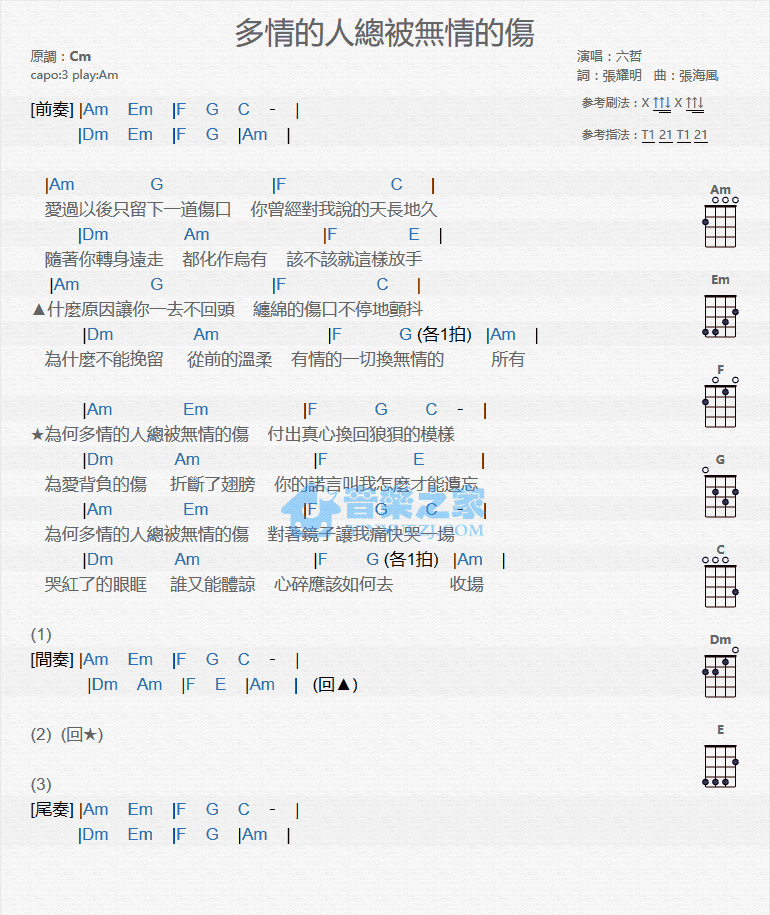 多情的人總被無情的傷
原調：Cm
capo:3 play:Am
演唱：六哲
詞：張耀明 曲：張海風
參考刷法：X ↑↑↓ X ↑↑↓
參考指法：T1 21 T1 21
[前奏] |Am Em |F G C - |
|Dm Em |F G |Am |
|Am G |F C |
愛過以後只留下一道傷口 你曾經對我說的天長地久
|Dm Am |F E |
隨著你轉身遠走 都化作烏有 該不該就這樣放手
|Am G |F C |
▲什麼原因讓你一去不回頭 纏綿的傷口不停地顫抖
|Dm Am |F G (各1拍) |Am |
為什麼不能挽留 從前的溫柔 有情的一切換無情的 所有
|Am Em |F G C - |
★為何多情的人總被無情的傷 付出真心換回狼狽的模樣
|Dm Am |F E |
為愛背負的傷 折斷了翅膀 你的諾言叫我怎麼才能遺忘
|Am Em |F G C - |
為何多情的人總被無情的傷 對著鏡子讓我痛快哭一場
|Dm Am |F G (各1拍) |Am |
哭紅了的眼眶 誰又能體諒 心碎應該如何去 收場
(1)
[間奏] |Am Em |F G C - |
|Dm Am |F E |Am | (回▲)
(2) (回★)
(3)
[尾奏] |Am Em |F G C - |
|Dm Em |F G |Am |
Am
Em
F
G
C
Dm
E
音樂之家